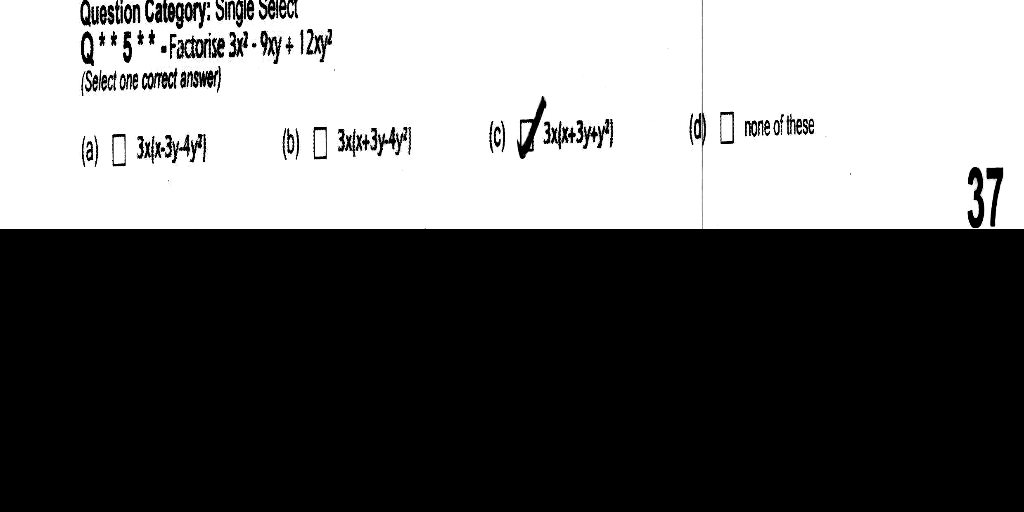 Question Category: Single Select
Q * * 5 * * - Factorise 3x² - 9xy + 12xy²
(Select one correct answer)
(a) 3x(x-3y-4y²) (b) 3x(x+3y-4y²) (c) 3x(x+3y+y²) (d) none of these
37